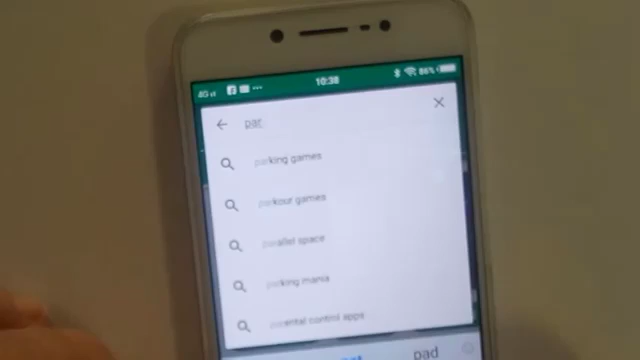 4G 10:38 86%
par
parking games
parkour games
parallel space
parking mania
parental control apps
pad